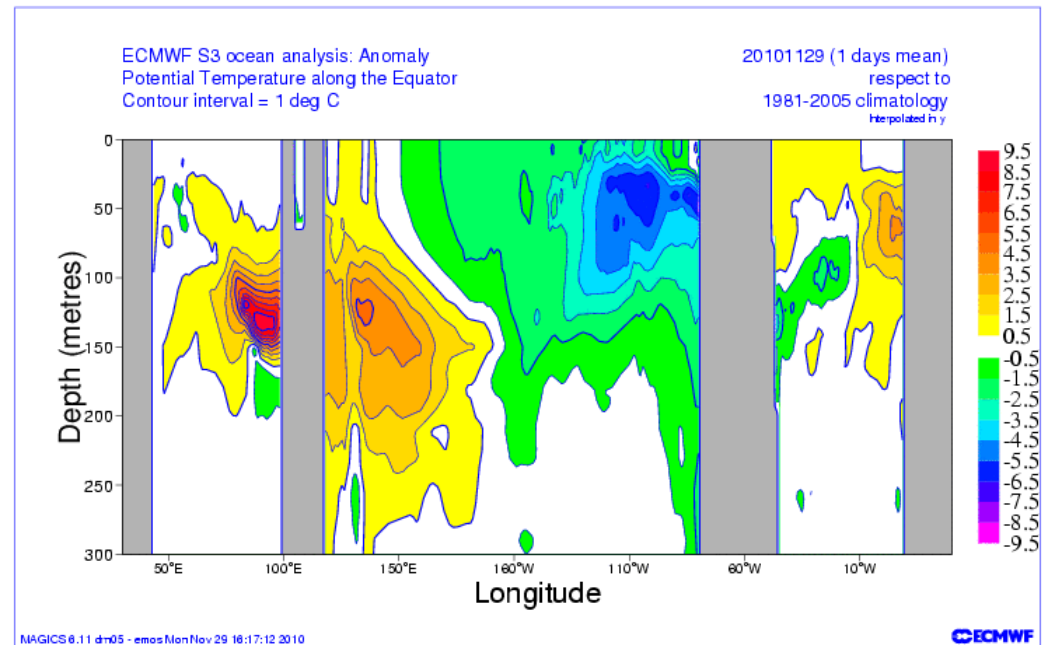 ECMWF S3 ocean analysis: Anomaly
Potential Temperature along the Equator
Contour interval = 1 deg C
20101129 (1 days mean)
respect to
1981-2005 climatology
Interpolated in y
Depth (metres)
0
50
100
150
200
250
300
50°E
100°E
150°E
160°W
110°W
60°W
10°W
Longitude
9.5
8.5
7.5
6.5
5.5
4.5
3.5
2.5
1.5
0.5
-0.5
-1.5
-2.5
-3.5
-4.5
-5.5
-6.5
-7.5
-8.5
-9.5
MAGICS 6.11 dm05 - emos Mon Nov 29 16:17:12 2010
ECMWF